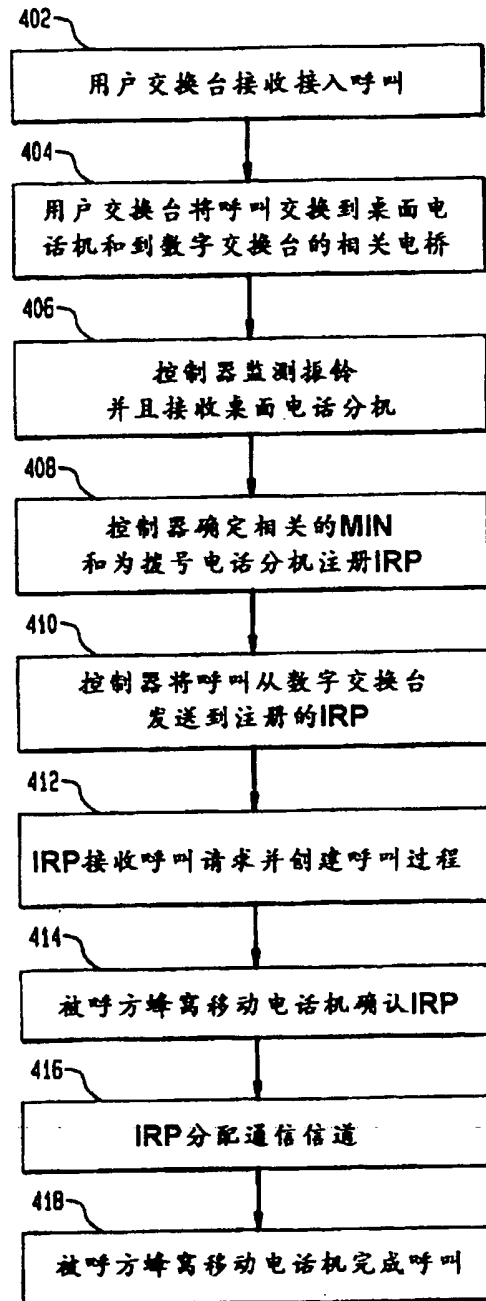 402
用户交换台接收接入呼叫
404
用户交换台将呼叫交换到桌面电
话机和到数字交换台的相关电桥
406
控制器监测振铃
并且接收桌面电话分机
408
控制器确定相关的MIN
和为拨号电话分机注册IRP
410
控制器将呼叫从数字交换台
发送到注册的IRP
412
IRP接收呼叫请求并创建呼叫过程
414
被呼方蜂窝移动电话机确认IRP
416
IRP分配通信信道
418
被呼方蜂窝移动电话机完成呼叫